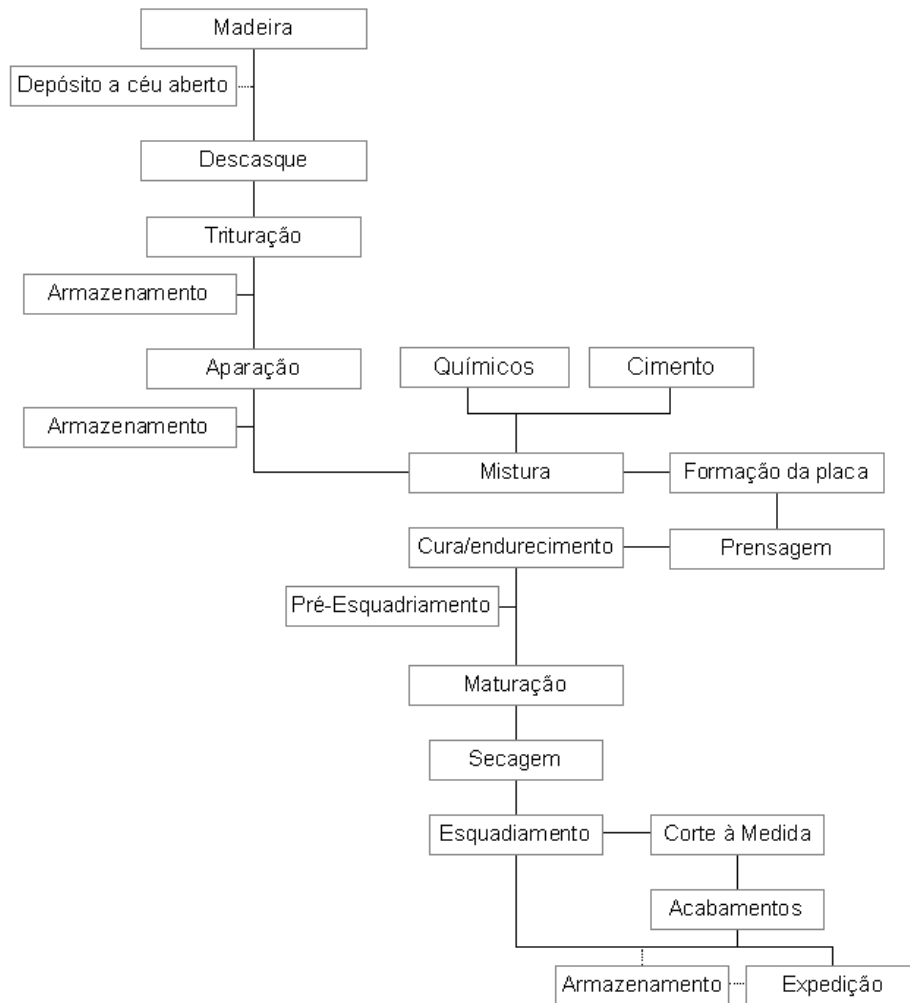 Madeira
Depósito a céu aberto
Descasque
Trituração
Armazenamento
Aparação
Químicos
Cimento
Armazenamento
Mistura
Formação da placa
Cura/endurecimento
Prensagem
Pré-Esquadriamento
Maturação
Secagem
Esquadiamento
Corte à Medida
Acabamentos
Armazenamento
Expedição